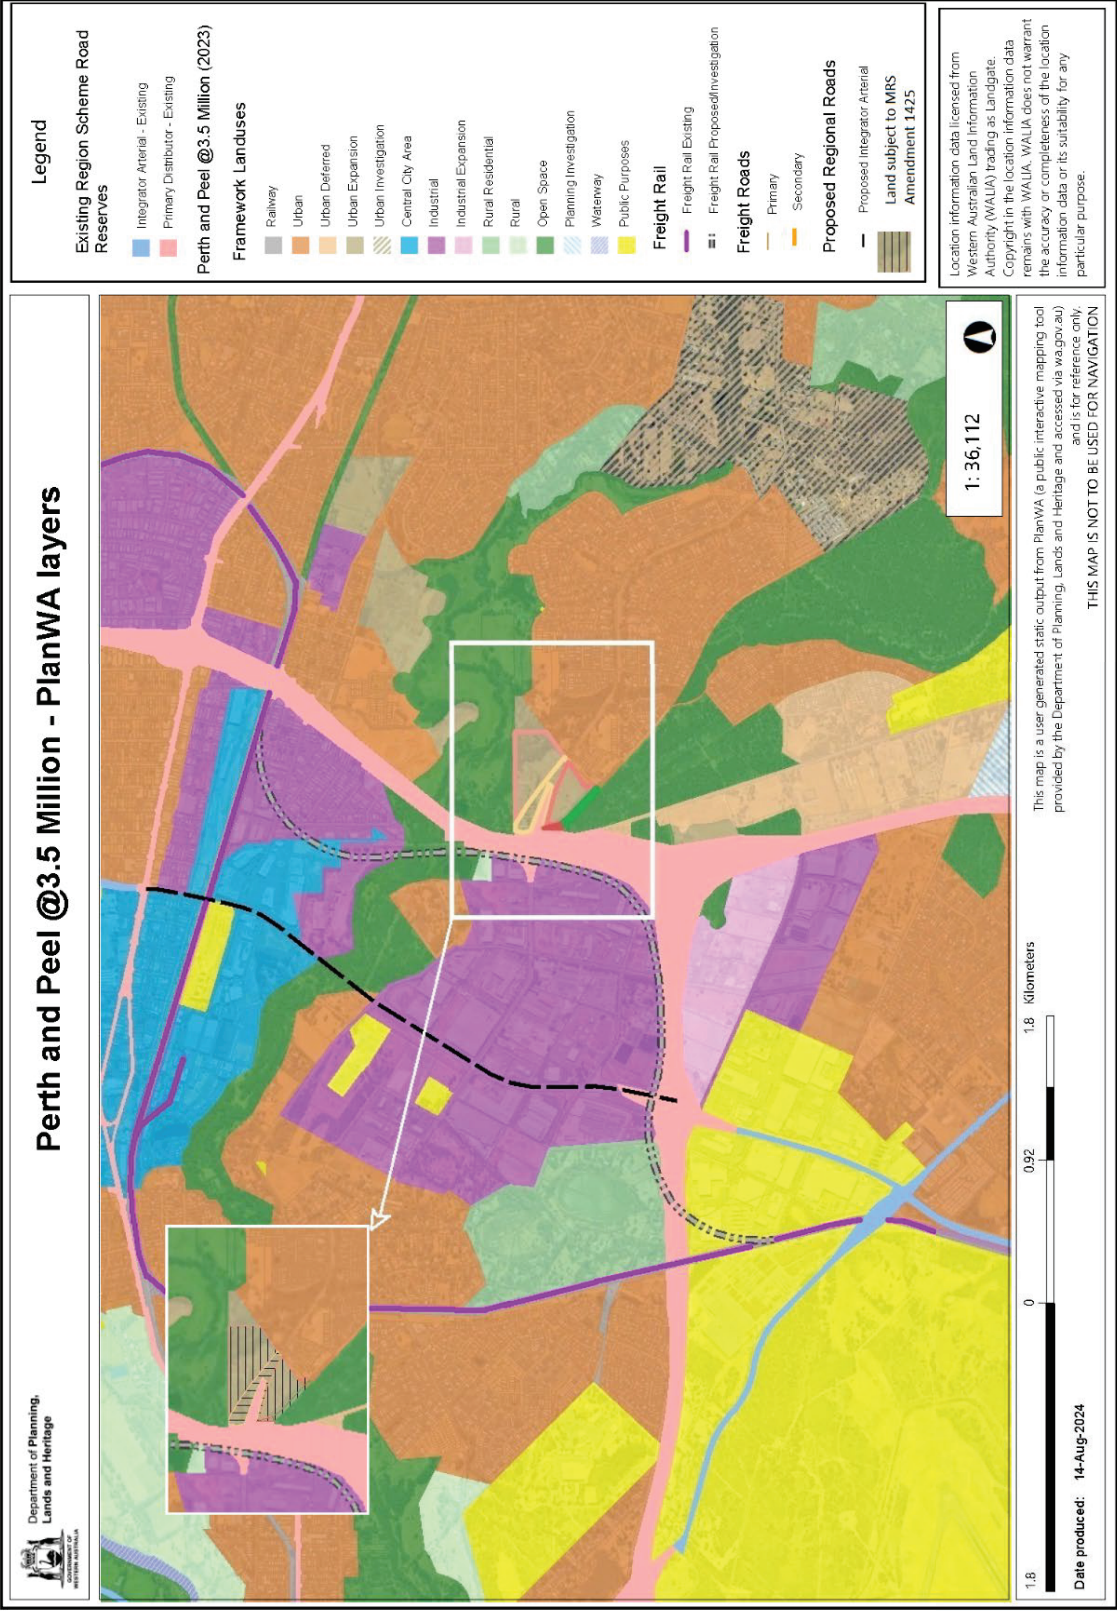 Department of Planning,
Lands and Heritage
GOVERNMENT OF
WESTERN AUSTRALIA
Perth and Peel @3.5 Million - PlanWA layers
Legend
Existing Region Scheme Road
Reserves
Integrator Arterial - Existing
Primary Distributor - Existing
Perth and Peel @3.5 Million (2023)
Framework Landuses
Railway
Urban
Urban Deferred
Urban Expansion
Urban Investigation
Central City Area
Industrial
Industrial Expansion
Rural Residential
Rural
Open Space
Planning Investigation
Waterway
Public Purposes
Freight Rail
Freight Rail Existing
Freight Rail Proposed/Investigation
Freight Roads
Primary
Secondary
Proposed Regional Roads
Proposed Integrator Arterial
Land subject to MRS
Amendment 1425
1: 36,112
1.8
0
0.92
1.8
Kilometers
Date produced: 14-Aug-2024
This map is a user generated static output from PlanWA (a public interactive mapping tool
provided by the Department of Planning, Lands and Heritage and accessed via wa.gov.au)
and is for reference only.
THIS MAP IS NOT TO BE USED FOR NAVIGATION
Location information data licensed from
Western Australian Land Information
Authority (WALIA) trading as Landgate.
Copyright in the location information data
remains with WALIA. WALIA does not warrant
the accuracy or completeness of the location
information data or its suitability for any
particular purpose.